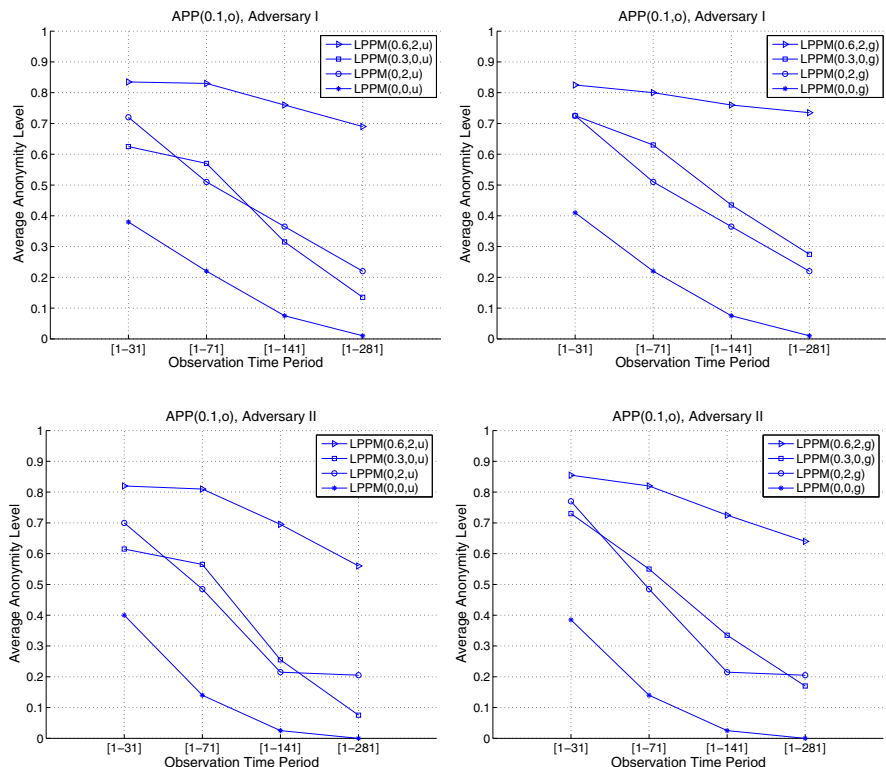 APP(0.1,o), Adversary I
Average Anonymity Level
1
0.9
0.8
0.7
0.6
0.5
0.4
0.3
0.2
0.1
0
LPPM(0.6,2,u)
LPPM(0.3,0,u)
LPPM(0,2,u)
LPPM(0,0,u)
[1−31] [1−71] [1−141] [1−281]
Observation Time Period
APP(0.1,o), Adversary I
Average Anonymity Level
1
0.9
0.8
0.7
0.6
0.5
0.4
0.3
0.2
0.1
0
LPPM(0.6,2,g)
LPPM(0.3,0,g)
LPPM(0,2,g)
LPPM(0,0,g)
[1−31] [1−71] [1−141] [1−281]
Observation Time Period
APP(0.1,o), Adversary II
Average Anonymity Level
1
0.9
0.8
0.7
0.6
0.5
0.4
0.3
0.2
0.1
0
LPPM(0.6,2,u)
LPPM(0.3,0,u)
LPPM(0,2,u)
LPPM(0,0,u)
[1−31] [1−71] [1−141] [1−281]
Observation Time Period
APP(0.1,o), Adversary II
Average Anonymity Level
1
0.9
0.8
0.7
0.6
0.5
0.4
0.3
0.2
0.1
0
LPPM(0.6,2,g)
LPPM(0.3,0,g)
LPPM(0,2,g)
LPPM(0,0,g)
[1−31] [1−71] [1−141] [1−281]
Observation Time Period